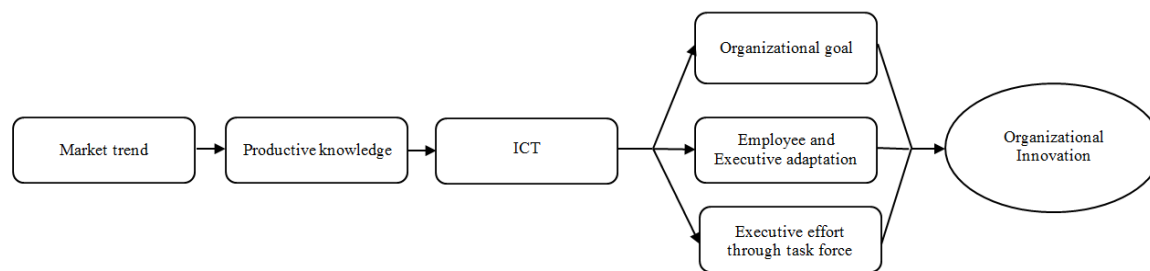 Market trend
Productive knowledge
ICT
Organizational goal
Employee and
Executive adaptation
Executive effort
through task force
Organizational
Innovation